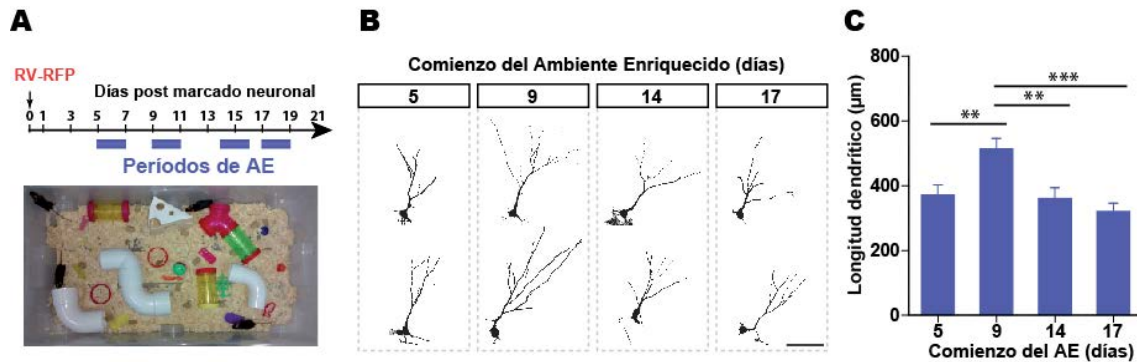 A
RV-RFP
Días post marcado neuronal
0 1 3 5 7 9 11 13 15 17 19 21
Períodos de AE
B
Comienzo del Ambiente Enriquecido (días)
5 9 14 17
C
Longitud dendrítico (µm)
800
600
400
200
0
***
**
**
5 9 14 17
Comienzo del AE (días)